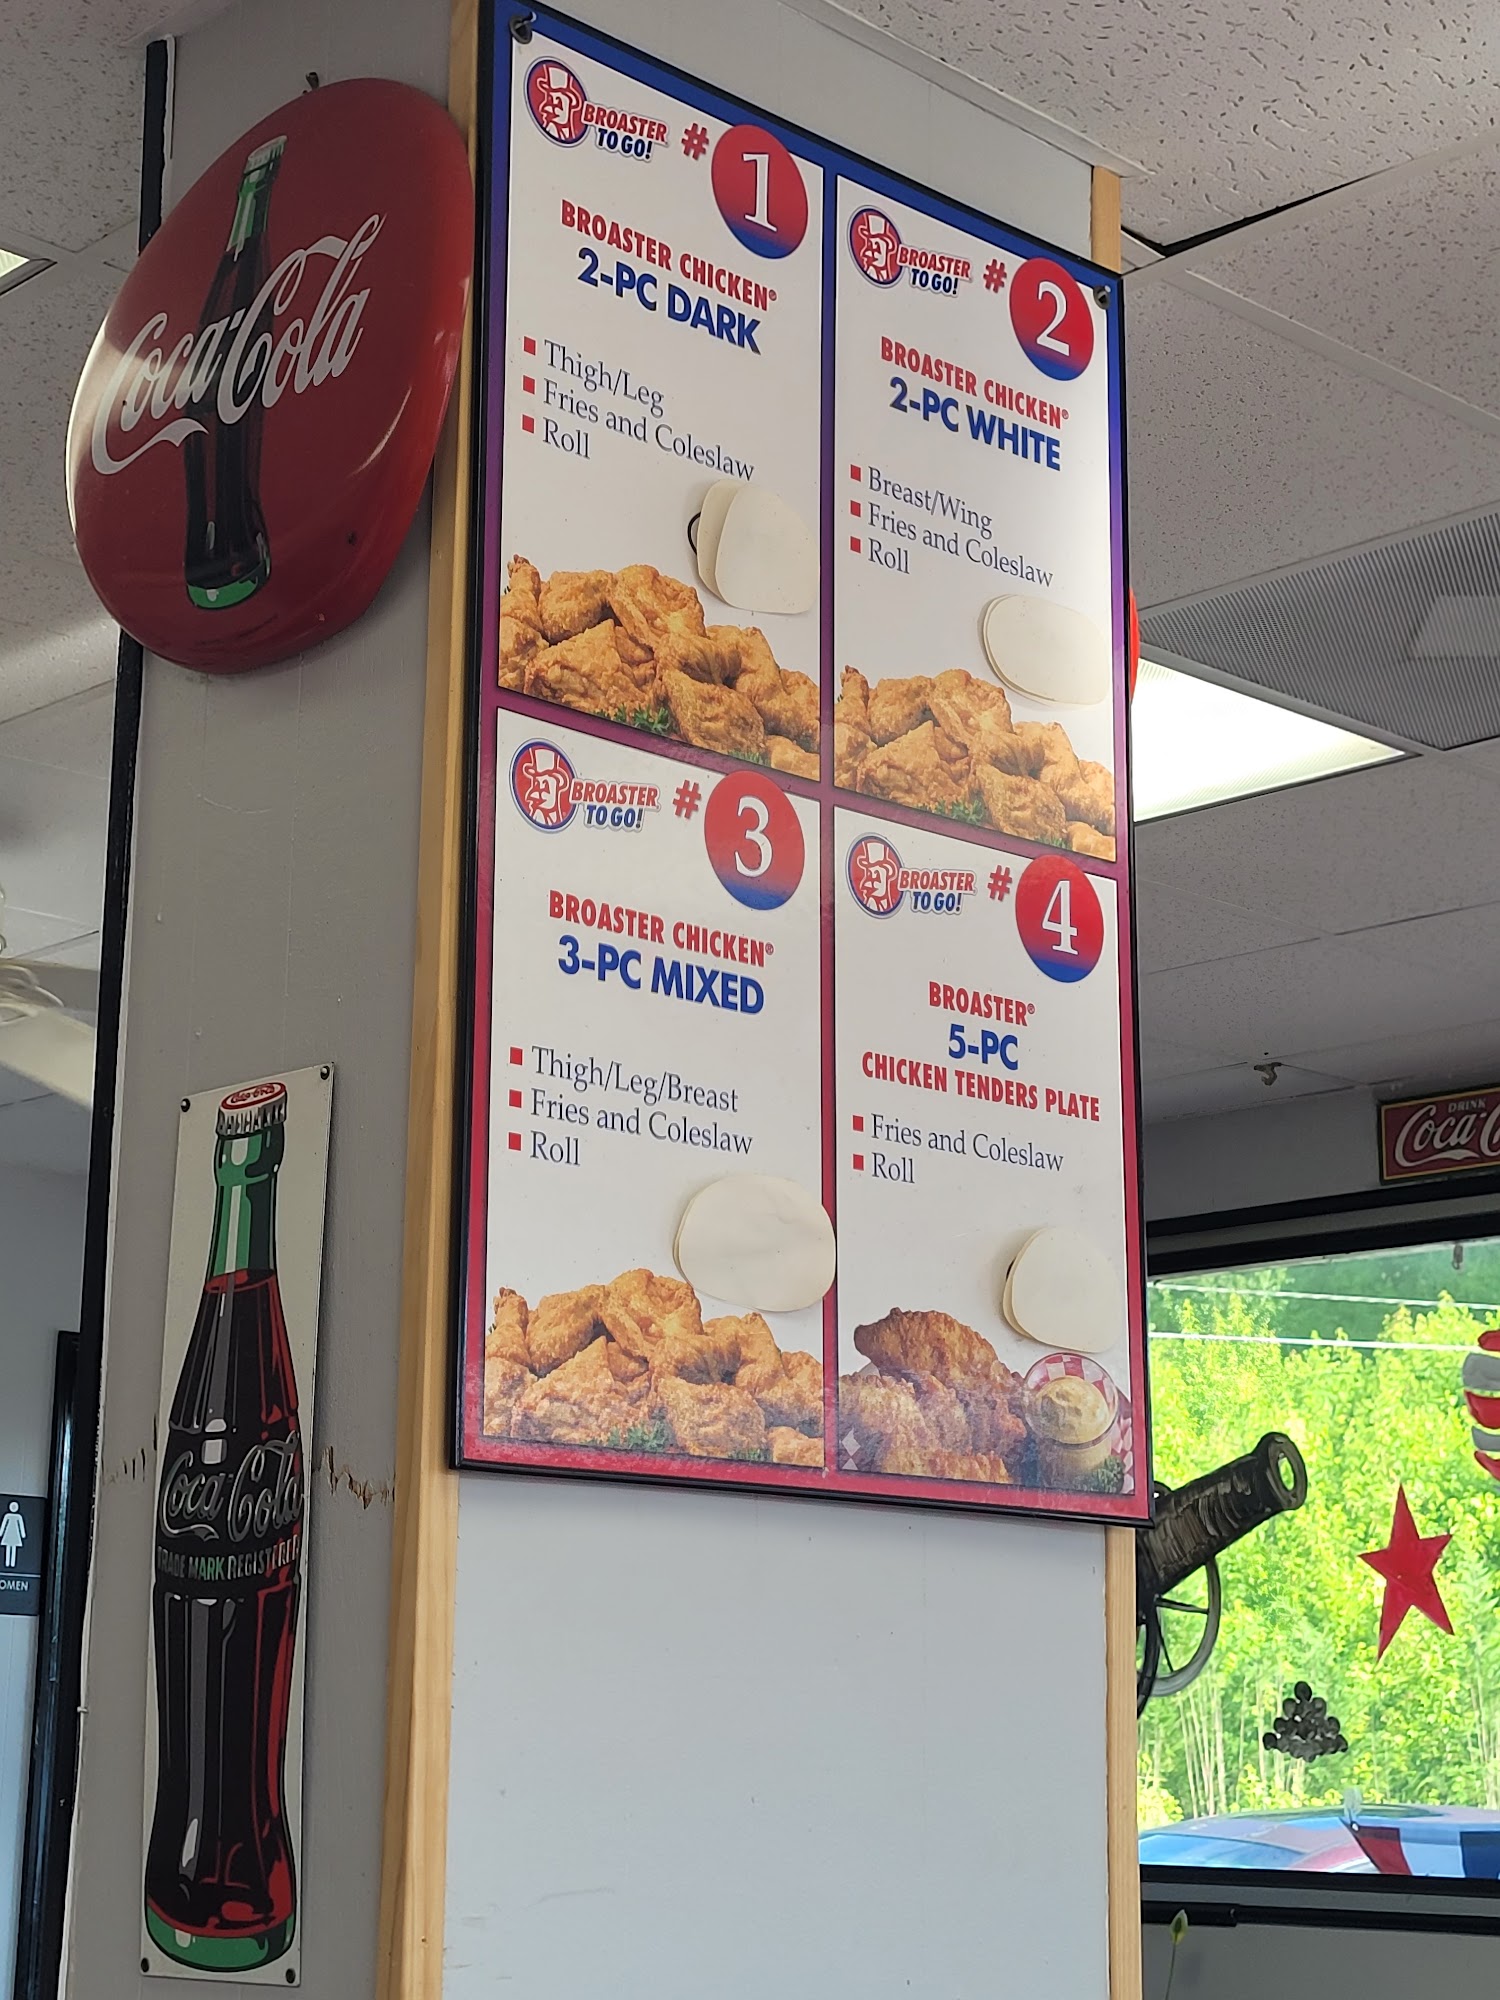 Coca-Cola
BROASTER
TO GO!
# 1
BROASTER CHICKEN®
2-PC DARK
▪ Thigh/Leg
▪ Fries and Coleslaw
▪ Roll
BROASTER
TO GO!
# 2
BROASTER CHICKEN®
2-PC WHITE
▪ Breast/Wing
▪ Fries and Coleslaw
▪ Roll
BROASTER
TO GO!
# 3
BROASTER CHICKEN®
3-PC MIXED
▪ Thigh/Leg/Breast
▪ Fries and Coleslaw
▪ Roll
BROASTER
TO GO!
# 4
BROASTER®
5-PC
CHICKEN TENDERS PLATE
▪ Fries and Coleslaw
▪ Roll
Coca-Cola
Coca-Cola
TRADE MARK REGISTERED
OMEN
DRINK
Coca-C